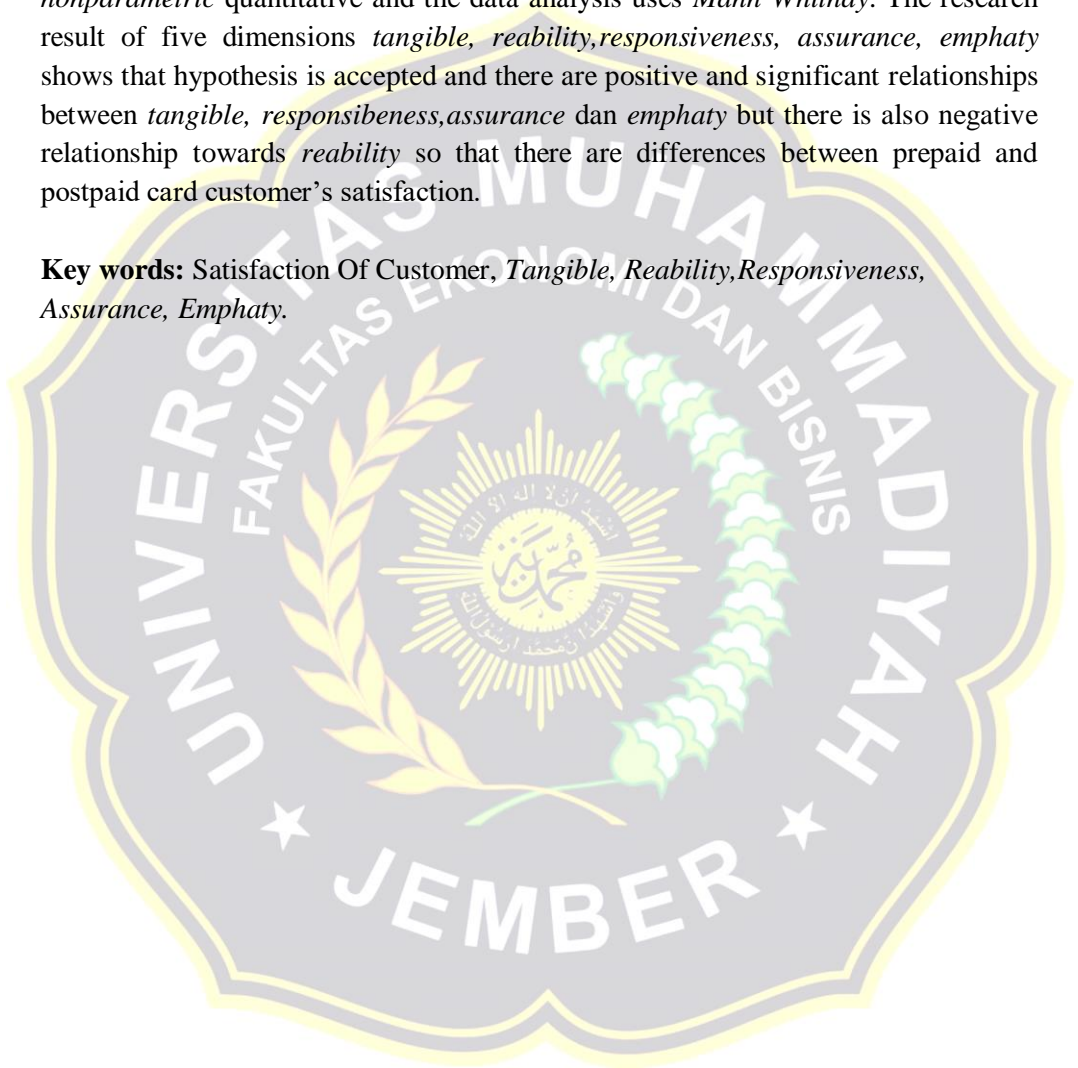 nonparametric quantitative and the data analysis uses Mann Whitnay. The research
result of five dimensions tangible, reability,responsiveness, assurance, emphaty
shows that hypothesis is accepted and there are positive and significant relationships
between tangible, responsibeness,assurance dan emphaty but there is also negative
relationship towards reability so that there are differences between prepaid and
postpaid card customer’s satisfaction.
Key words: Satisfaction Of Customer, Tangible, Reability,Responsiveness,
Assurance, Emphaty.
UNIVERSITAS MUHAMMADIYAH
FAKULTAS EKONOMI DAN BISNIS
JEMBER